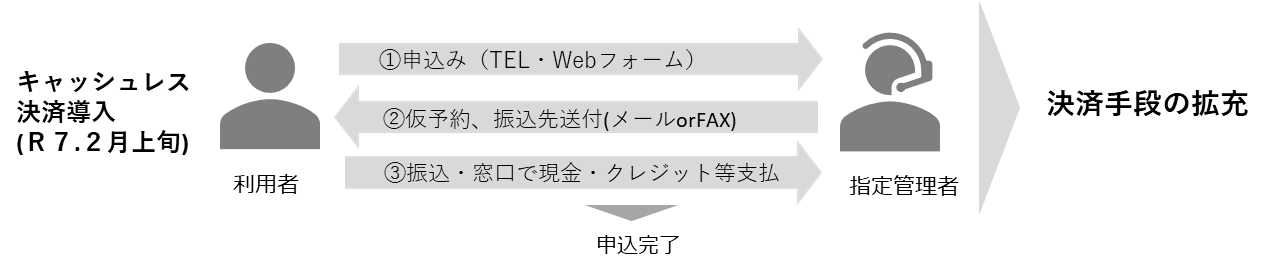 キャッシュレス
決済導入
(Ｒ７.２月上旬)
利用者
①申込み（TEL・Webフォーム）
②仮予約、振込先送付(メールorFAX)
③振込・窓口で現金・クレジット等支払
申込完了
指定管理者
決済手段の拡充